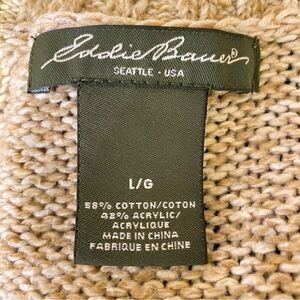 Eddie Bauer®
SEATTLE · USA
L/G
58% COTTON/COTON
42% ACRYLIC/
ACRYLIQUE
MADE IN CHINA
FABRIQUE EN CHINE